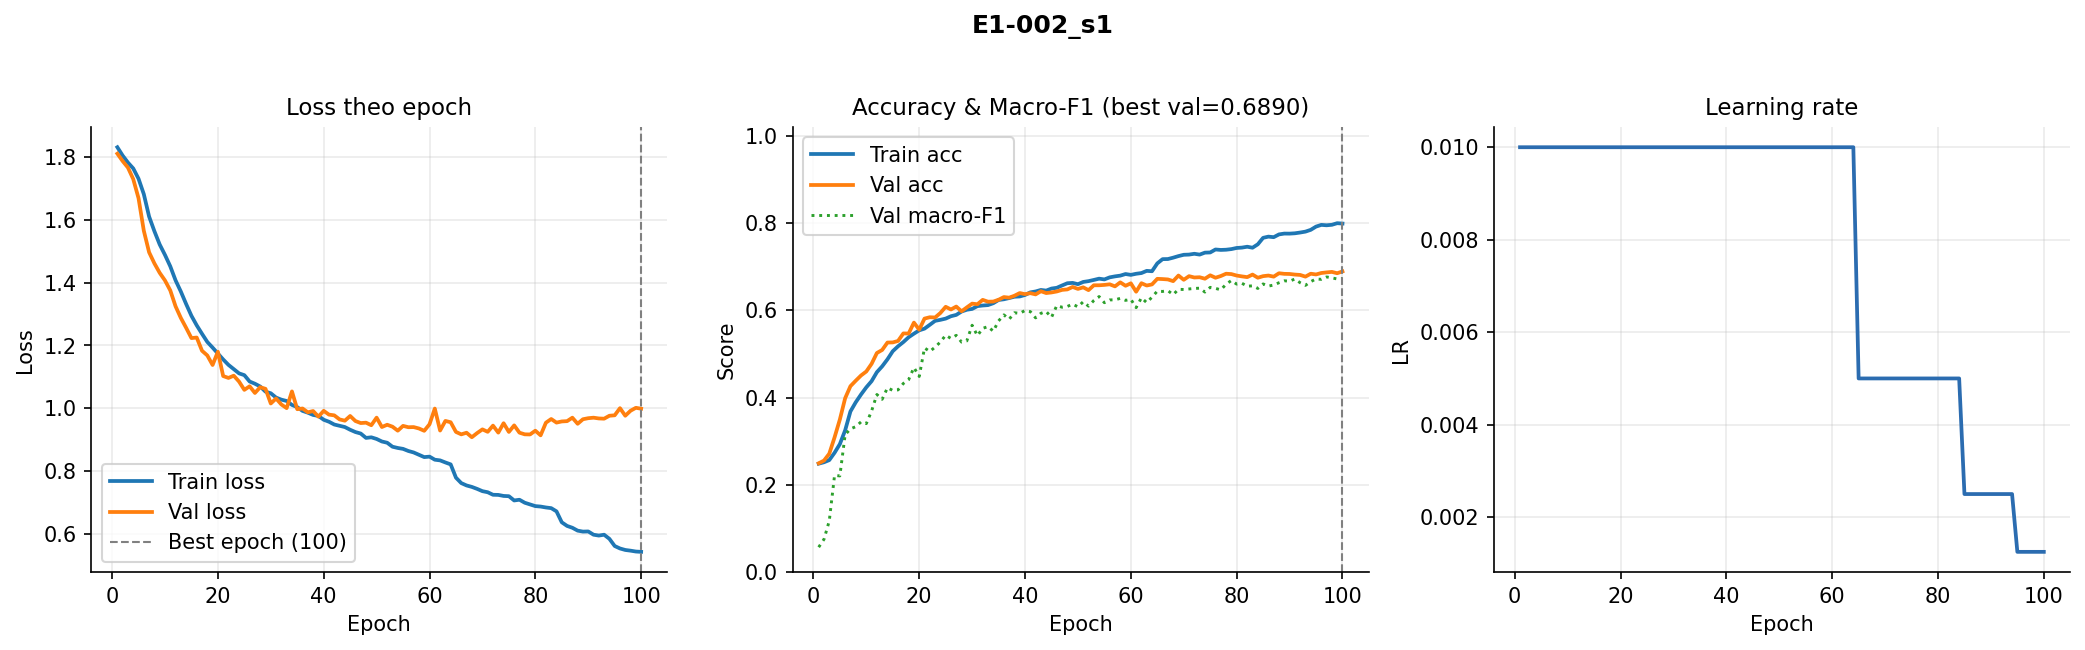 E1-002_s1
Loss theo epoch
Loss
1.8
1.6
1.4
1.2
1.0
0.8
0.6
Train loss
Val loss
Best epoch (100)
0 20 40 60 80 100
Epoch
Accuracy & Macro-F1 (best val=0.6890)
Score
1.0
0.8
0.6
0.4
0.2
0.0
Train acc
Val acc
Val macro-F1
0 20 40 60 80 100
Epoch
Learning rate
LR
0.010
0.008
0.006
0.004
0.002
0 20 40 60 80 100
Epoch